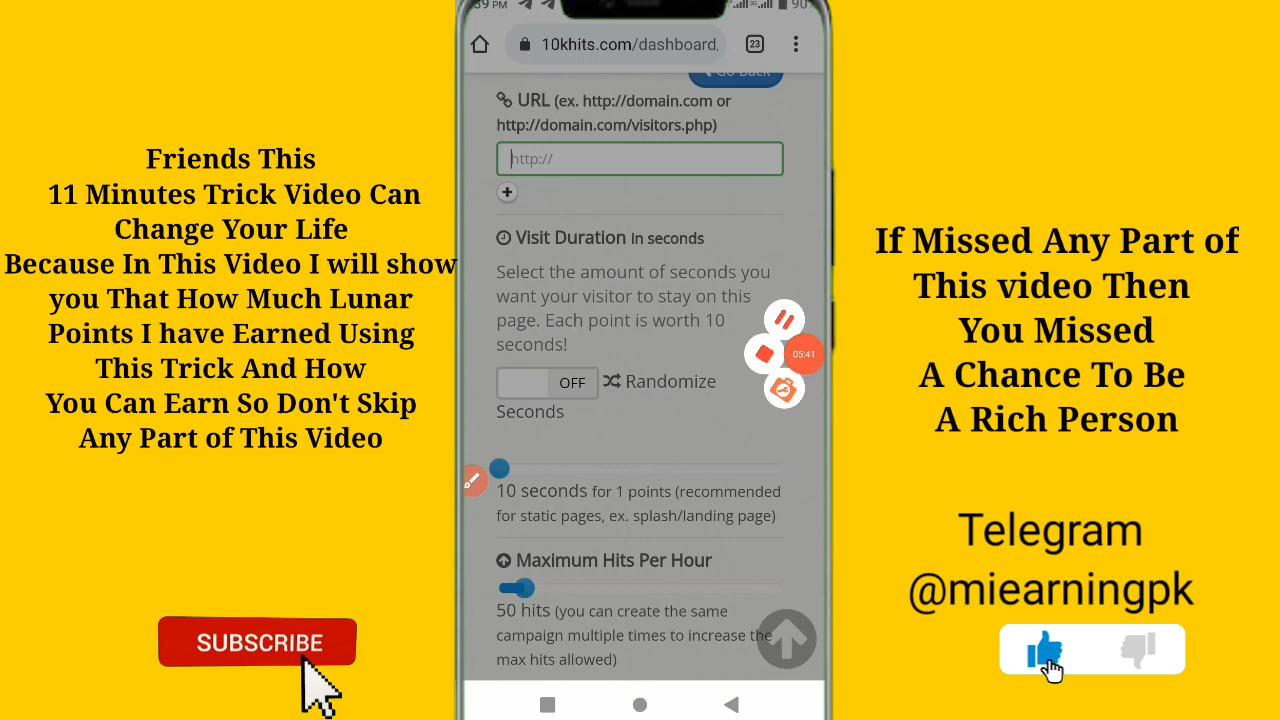 Friends This
11 Minutes Trick Video Can
Change Your Life
Because In This Video I will show
you That How Much Lunar
Points I have Earned Using
This Trick And How
You Can Earn So Don't Skip
Any Part of This Video
SUBSCRIBE
:39 PM
90%
10khits.com/dashboard,
23
Go Back
URL (ex. http://domain.com or
http://domain.com/visitors.php)
http://
Visit Duration in seconds
Select the amount of seconds you
want your visitor to stay on this
page. Each point is worth 10
seconds!
OFF
Randomize
Seconds
05:41
10 seconds for 1 points (recommended
for static pages, ex. splash/landing page)
Maximum Hits Per Hour
50 hits (you can create the same
campaign multiple times to increase the
max hits allowed)
If Missed Any Part of
This video Then
You Missed
A Chance To Be
A Rich Person
Telegram
@miearningpk